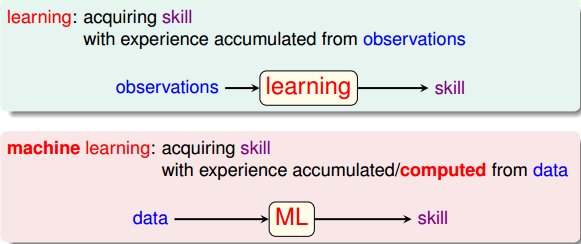 learning: acquiring skill
with experience accumulated from observations
observations learning skill
machine learning: acquiring skill
with experience accumulated/computed from data
data ML skill